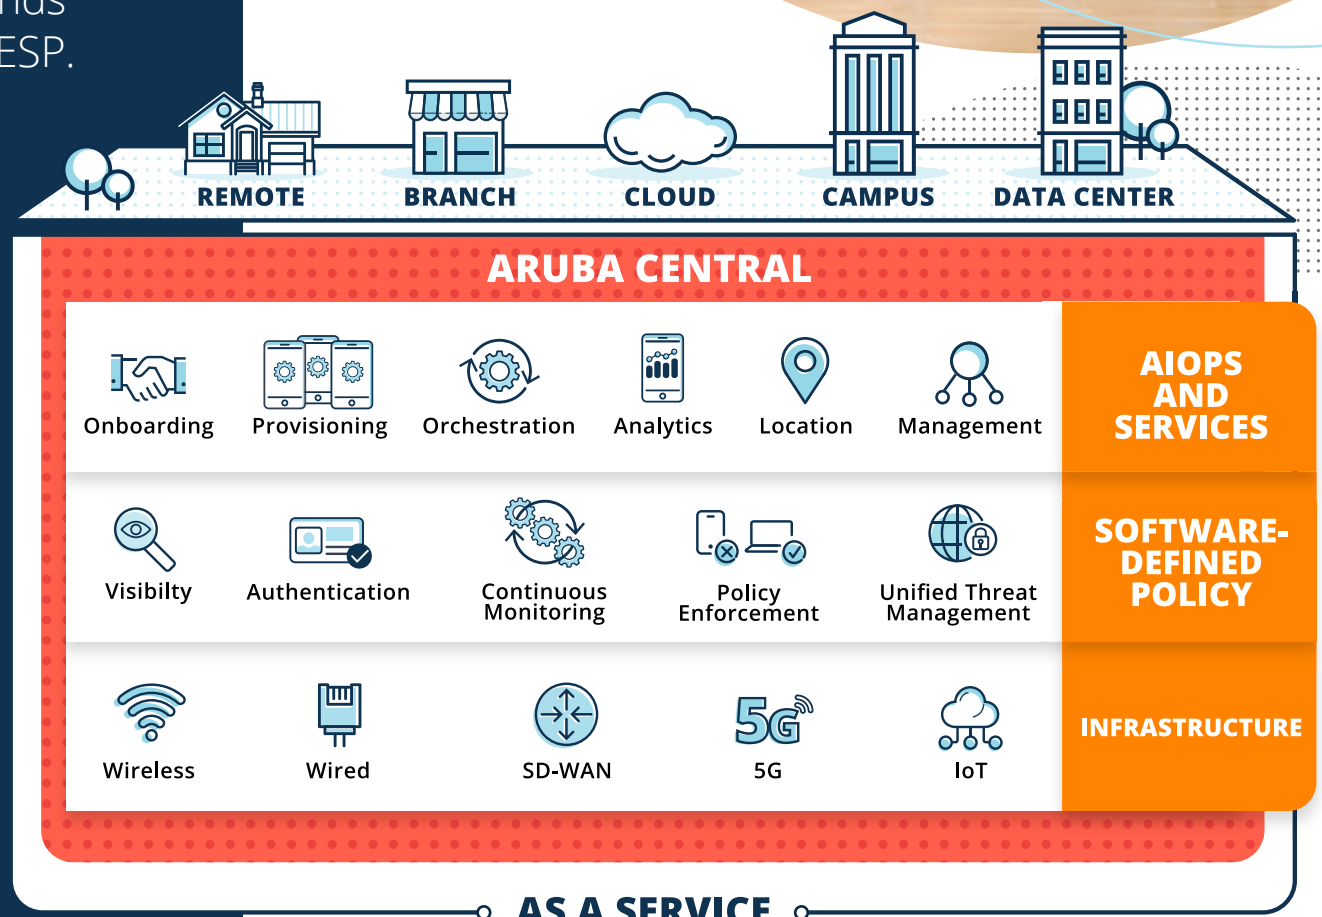 ESP.
REMOTE BRANCH CLOUD CAMPUS DATA CENTER
ARUBA CENTRAL
Onboarding Provisioning Orchestration Analytics Location Management
AIOPS
AND
SERVICES
Visibilty Authentication Continuous
Monitoring Policy
Enforcement Unified Threat
Management
SOFTWARE-
DEFINED
POLICY
Wireless Wired SD-WAN 5G 5G IoT
INFRASTRUCTURE
AS A SERVICE